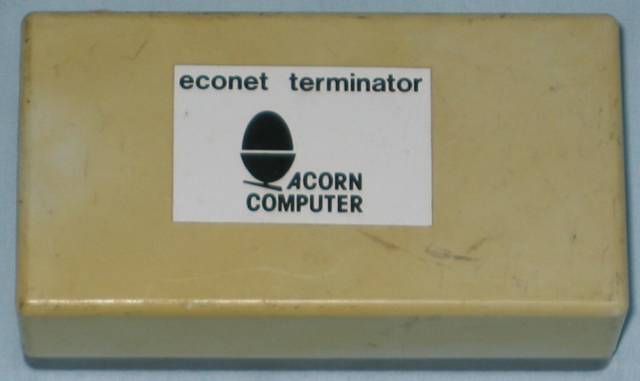 econet terminator
ACORN
COMPUTER